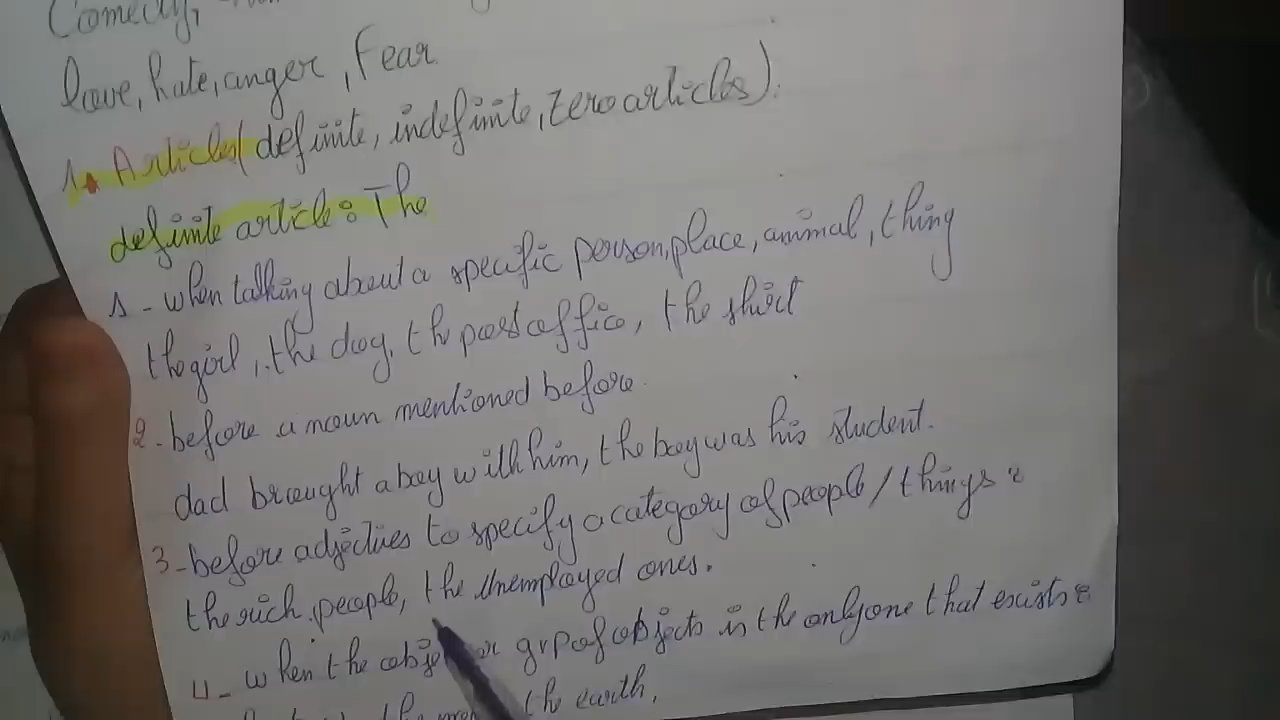 Comedy,
love, hate, anger, Fear
1. Articles (definite, indefinite, zero articles).
definite article: The
1- when talking about a specific person, place, animal, thing
the girl, the dog, the post office, the shirt
2- before a noun mentioned before
dad brought a boy with him, the boy was his student.
3- before adjectives to specify a category of people/things:
the rich people, the unemployed ones.
4- when the object or grp of objects is the only one that exists:
the earth,